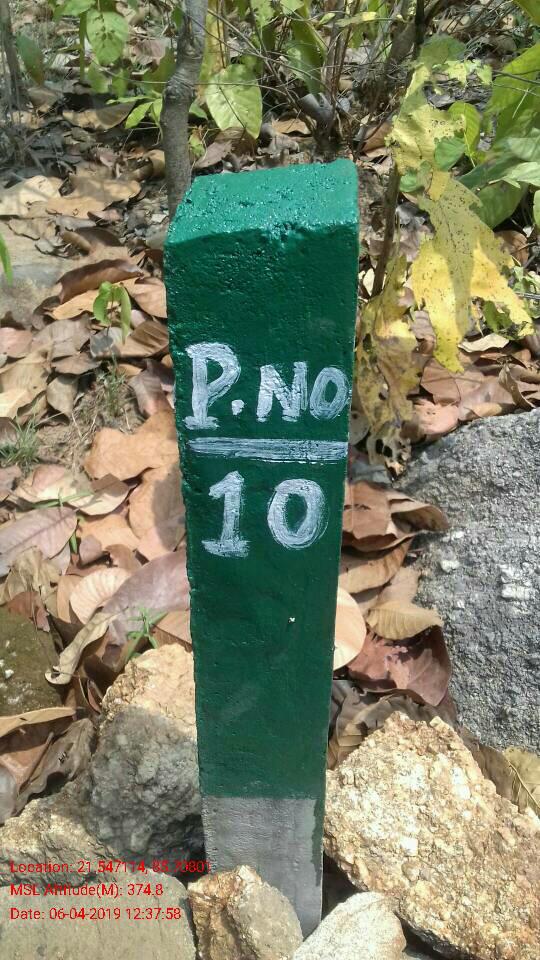 P.NO
10
Location: 21.547114, 85.70801
MSL Altitude(M): 374.8
Date: 06-04-2019 12:37:58